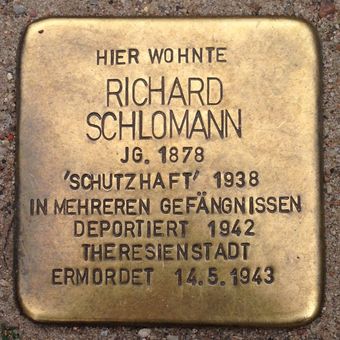 HIER WOHNTE
RICHARD
SCHLOMANN
JG. 1878
'SCHUTZHAFT' 1938
IN MEHREREN GEFÄNGNISSEN
DEPORTIERT 1942
THERESIENSTADT
ERMORDET 14.5.1943